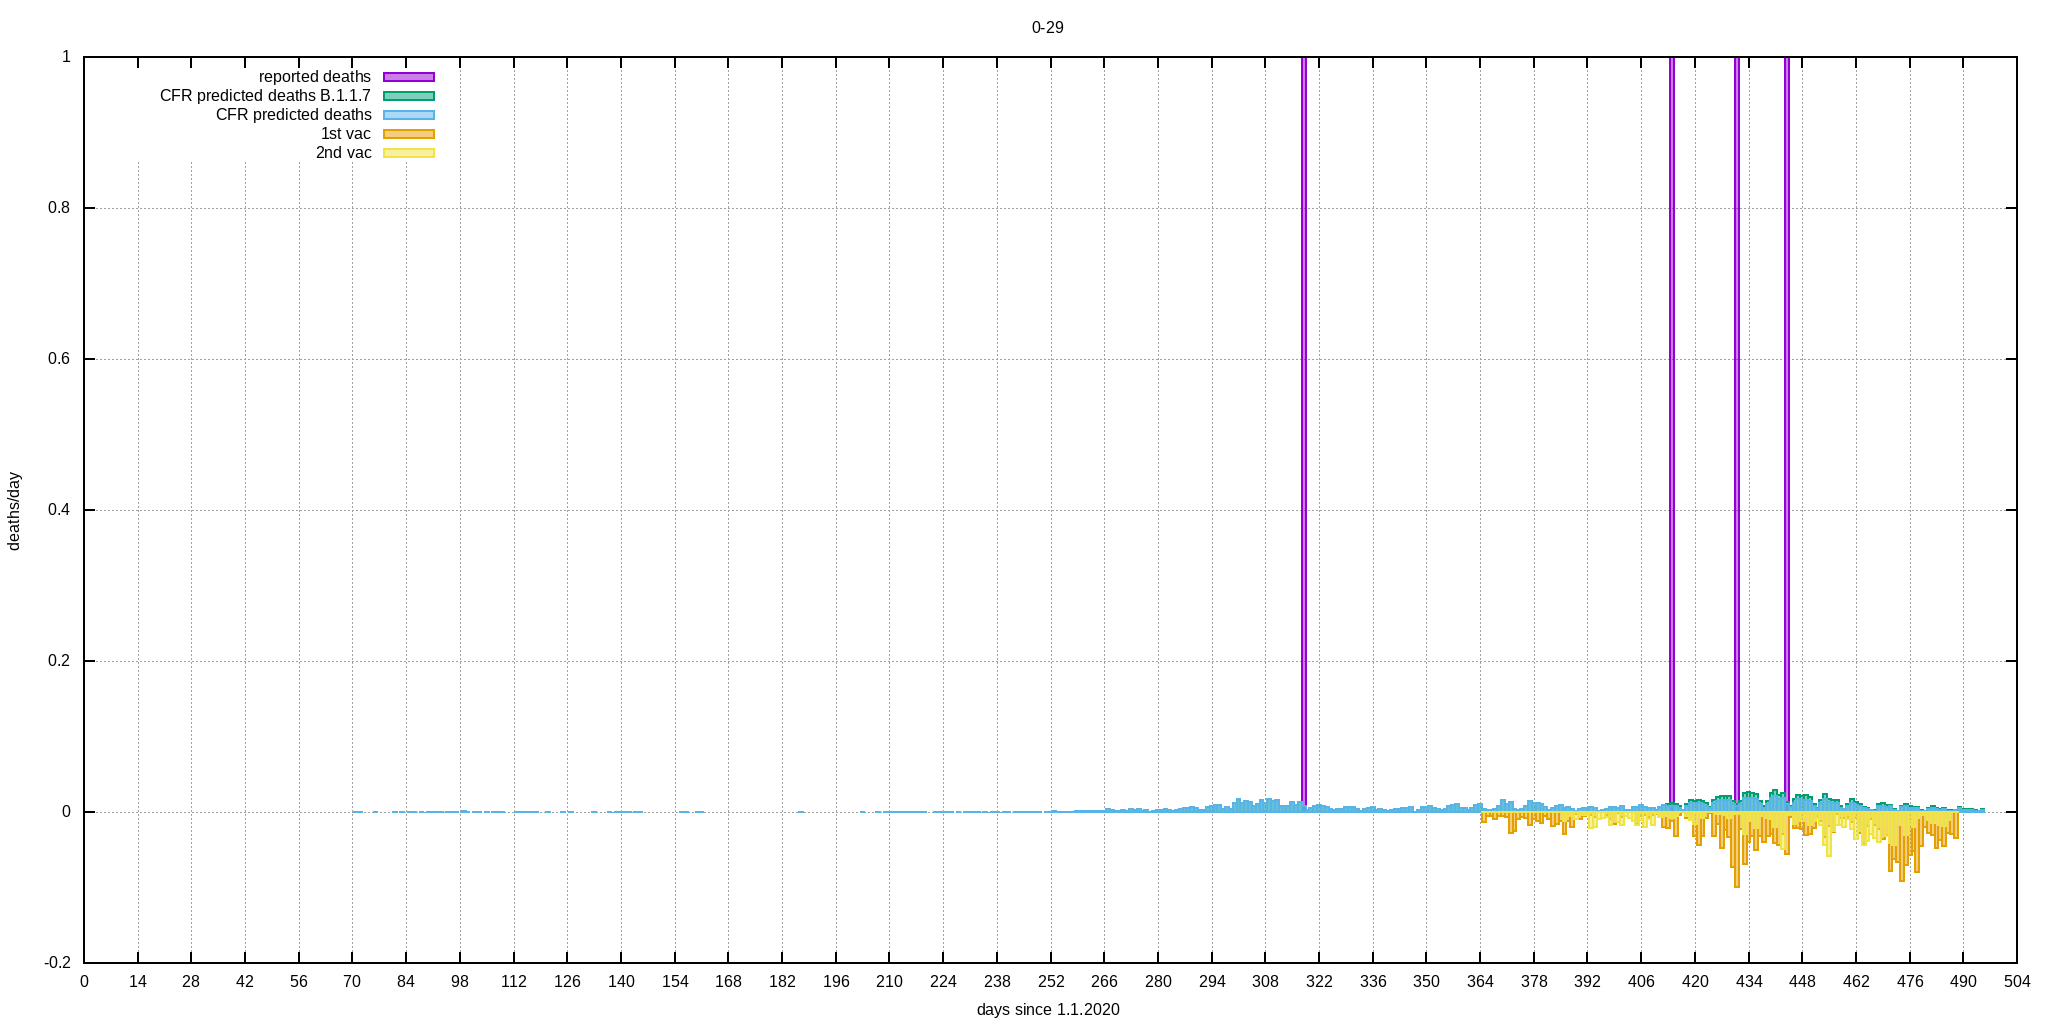 0-29
reported deaths
CFR predicted deaths B.1.1.7
CFR predicted deaths
1st vac
2nd vac
1
0.8
0.6
0.4
0.2
0
-0.2
deaths/day
0 14 28 42 56 70 84 98 112 126 140 154 168 182 196 210 224 238 252 266 280 294 308 322 336 350 364 378 392 406 420 434 448 462 476 490 504
days since 1.1.2020